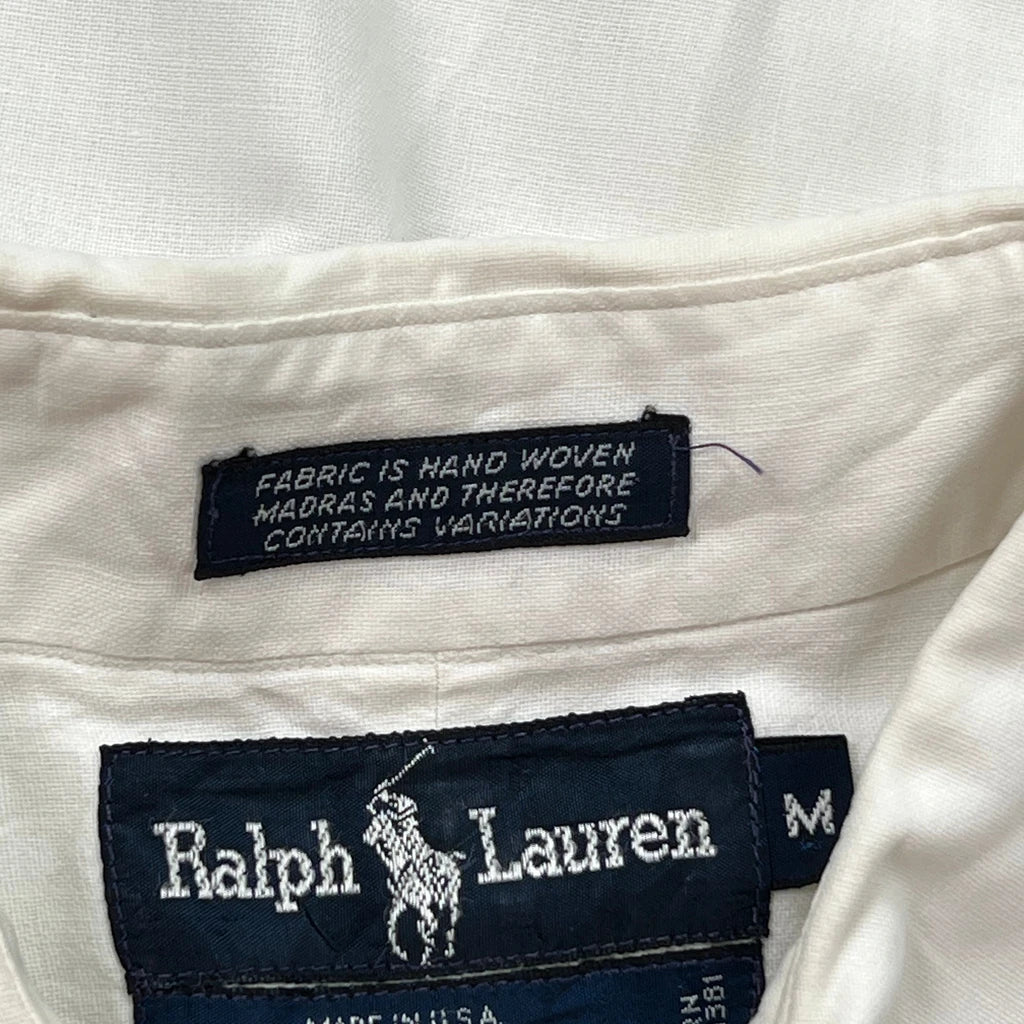 FABRIC IS HAND WOVEN
MADRAS AND THEREFORE
CONTAINS VARIATIONS
Ralph Lauren
M
MADE IN U.S.A.